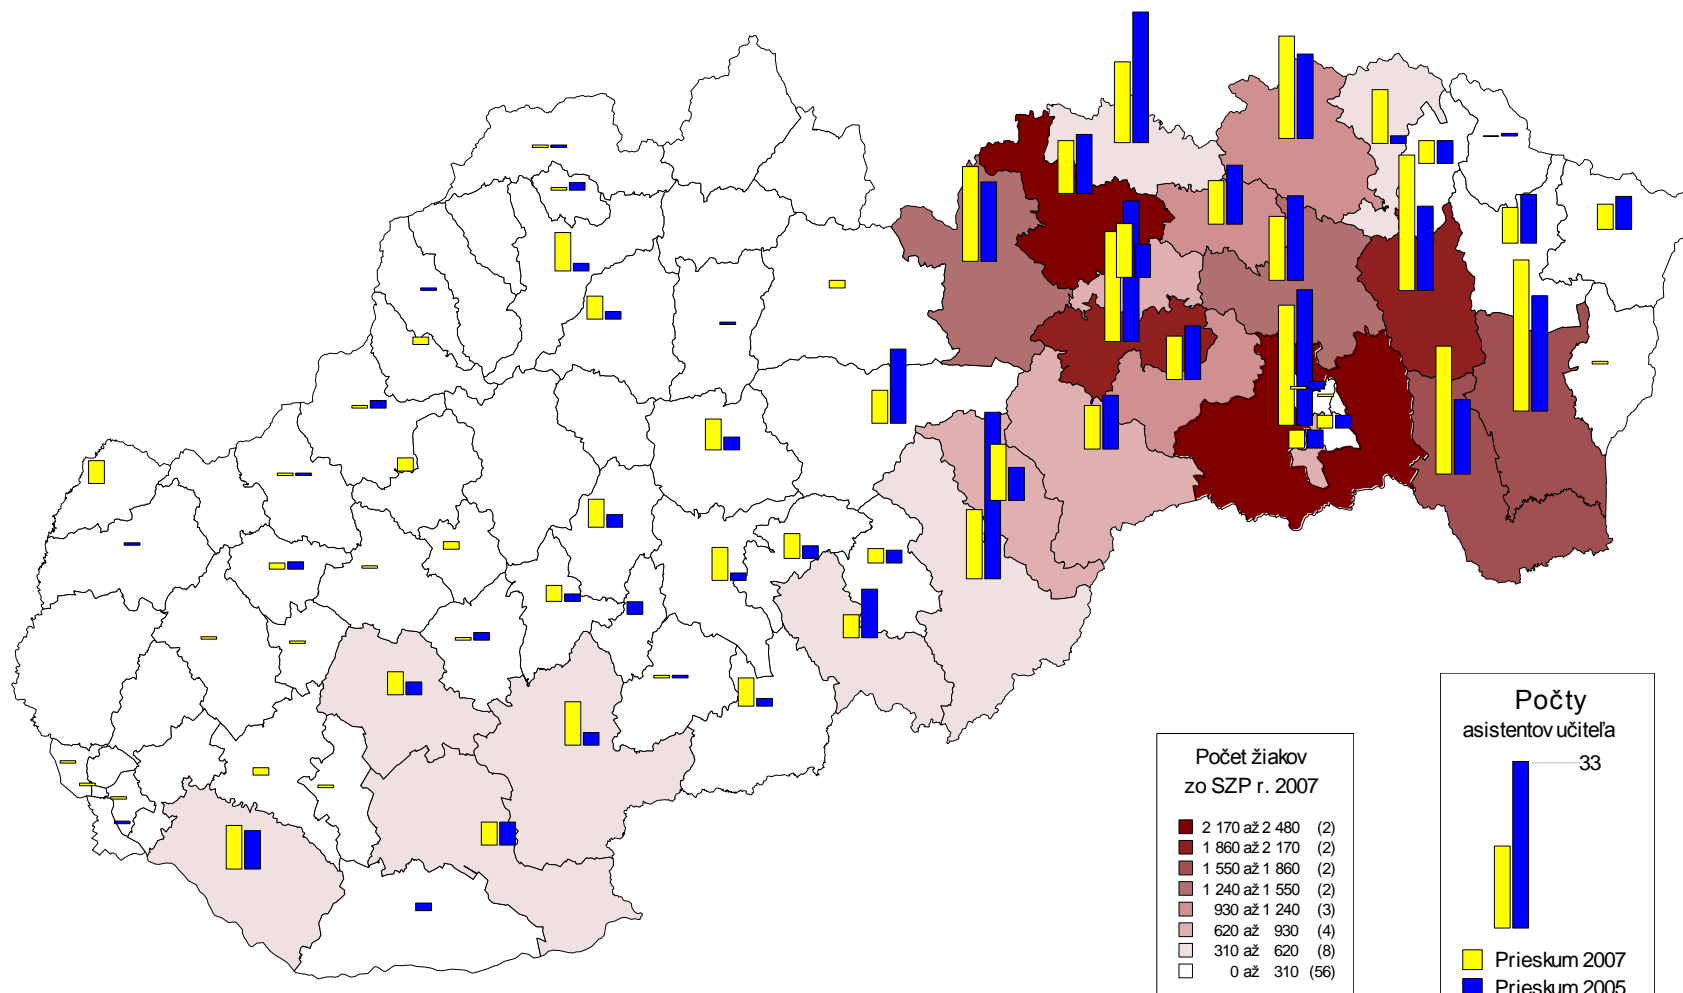 Počet žiakov
zo SZP r. 2007
2 170 až 2 480 (2)
1 860 až 2 170 (2)
1 550 až 1 860 (2)
1 240 až 1 550 (2)
930 až 1 240 (3)
620 až 930 (4)
310 až 620 (8)
0 až 310 (56)
Počty
asistentov učiteľa
33
Prieskum 2007
Prieskum 2005